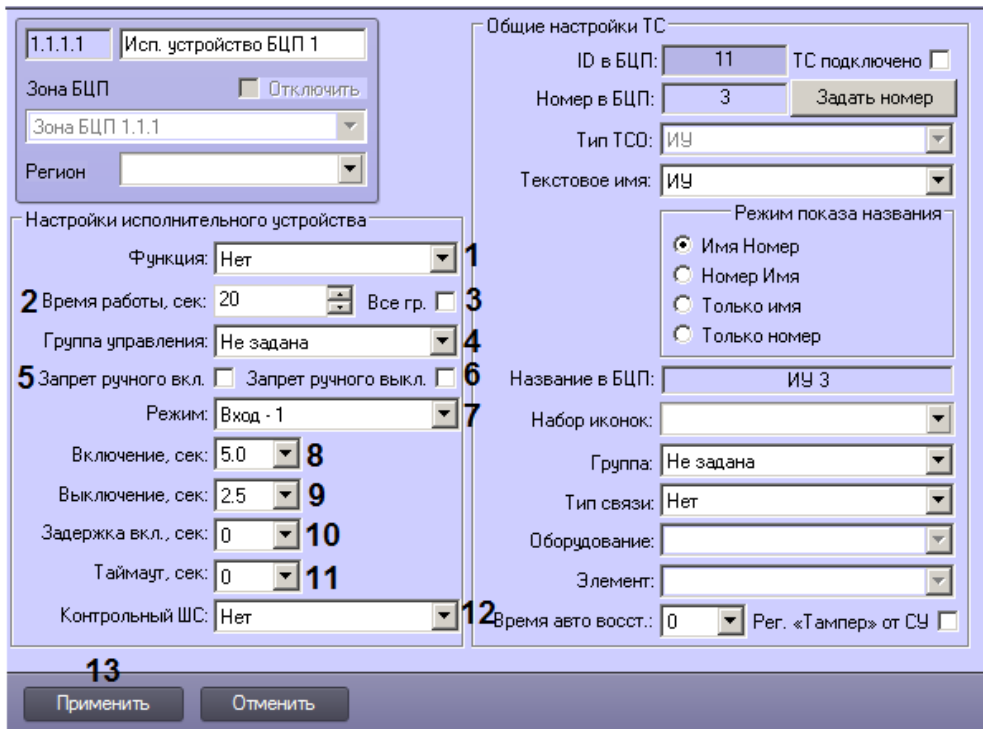 1.1.1.1 Исп. устройство БЦП 1
Зона БЦП Отключить
Зона БЦП 1.1.1
Регион
Настройки исполнительного устройства
Функция: Нет 1
2 Время работы, сек: 20 Все гр. 3
Группа управления: Не задана 4
5 Запрет ручного вкл. Запрет ручного выкл. 6
Режим: Вход - 1 7
Включение, сек: 5.0 8
Выключение, сек: 2.5 9
Задержка вкл., сек: 0 10
Таймаут, сек: 0 11
Контрольный ШС: Нет 12
Общие настройки ТС
ID в БЦП: 11 ТС подключено
Номер в БЦП: 3 Задать номер
Тип ТСО: ИУ
Текстовое имя: ИУ
Режим показа названия
Имя Номер
Номер Имя
Только имя
Только номер
Название в БЦП: ИУ 3
Набор иконок:
Группа: Не задана
Тип связи: Нет
Оборудование:
Элемент:
Время авто восст.: 0 Рег. «Тампер» от СУ
13
Применить Отменить